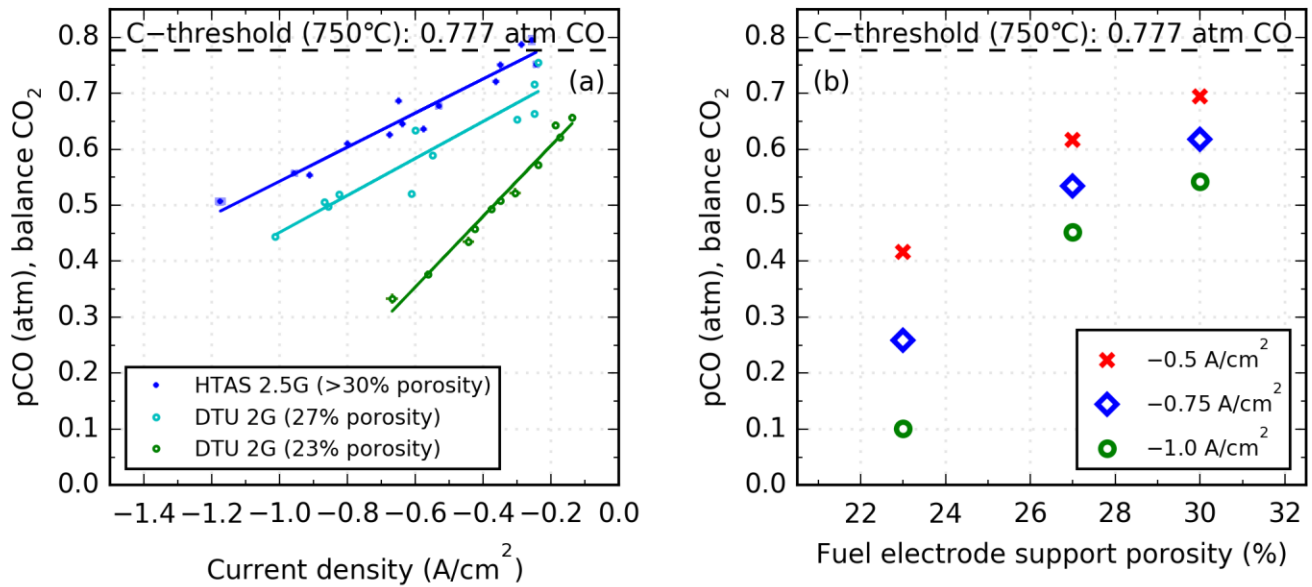 C−threshold (750°C): 0.777 atm CO
(a)
0.8
0.7
0.6
0.5
0.4
0.3
0.2
0.1
0.0
pCO (atm), balance CO₂
HTAS 2.5G (>30% porosity)
DTU 2G (27% porosity)
DTU 2G (23% porosity)
−1.4 −1.2 −1.0 −0.8 −0.6 −0.4 −0.2 0.0
Current density (A/cm²)
C−threshold (750°C): 0.777 atm CO
(b)
0.8
0.7
0.6
0.5
0.4
0.3
0.2
0.1
0.0
pCO (atm), balance CO₂
−0.5 A/cm²
−0.75 A/cm²
−1.0 A/cm²
22 24 26 28 30 32
Fuel electrode support porosity (%)